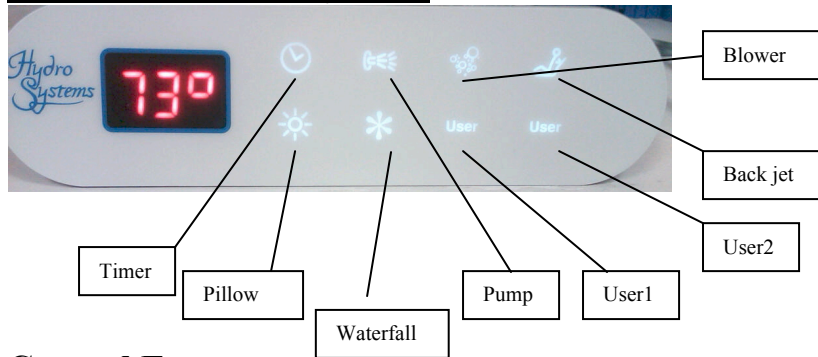 Hydro
Systems
73°
User
User
Blower
Back jet
User2
Timer
Pillow
Pump
User1
Waterfall